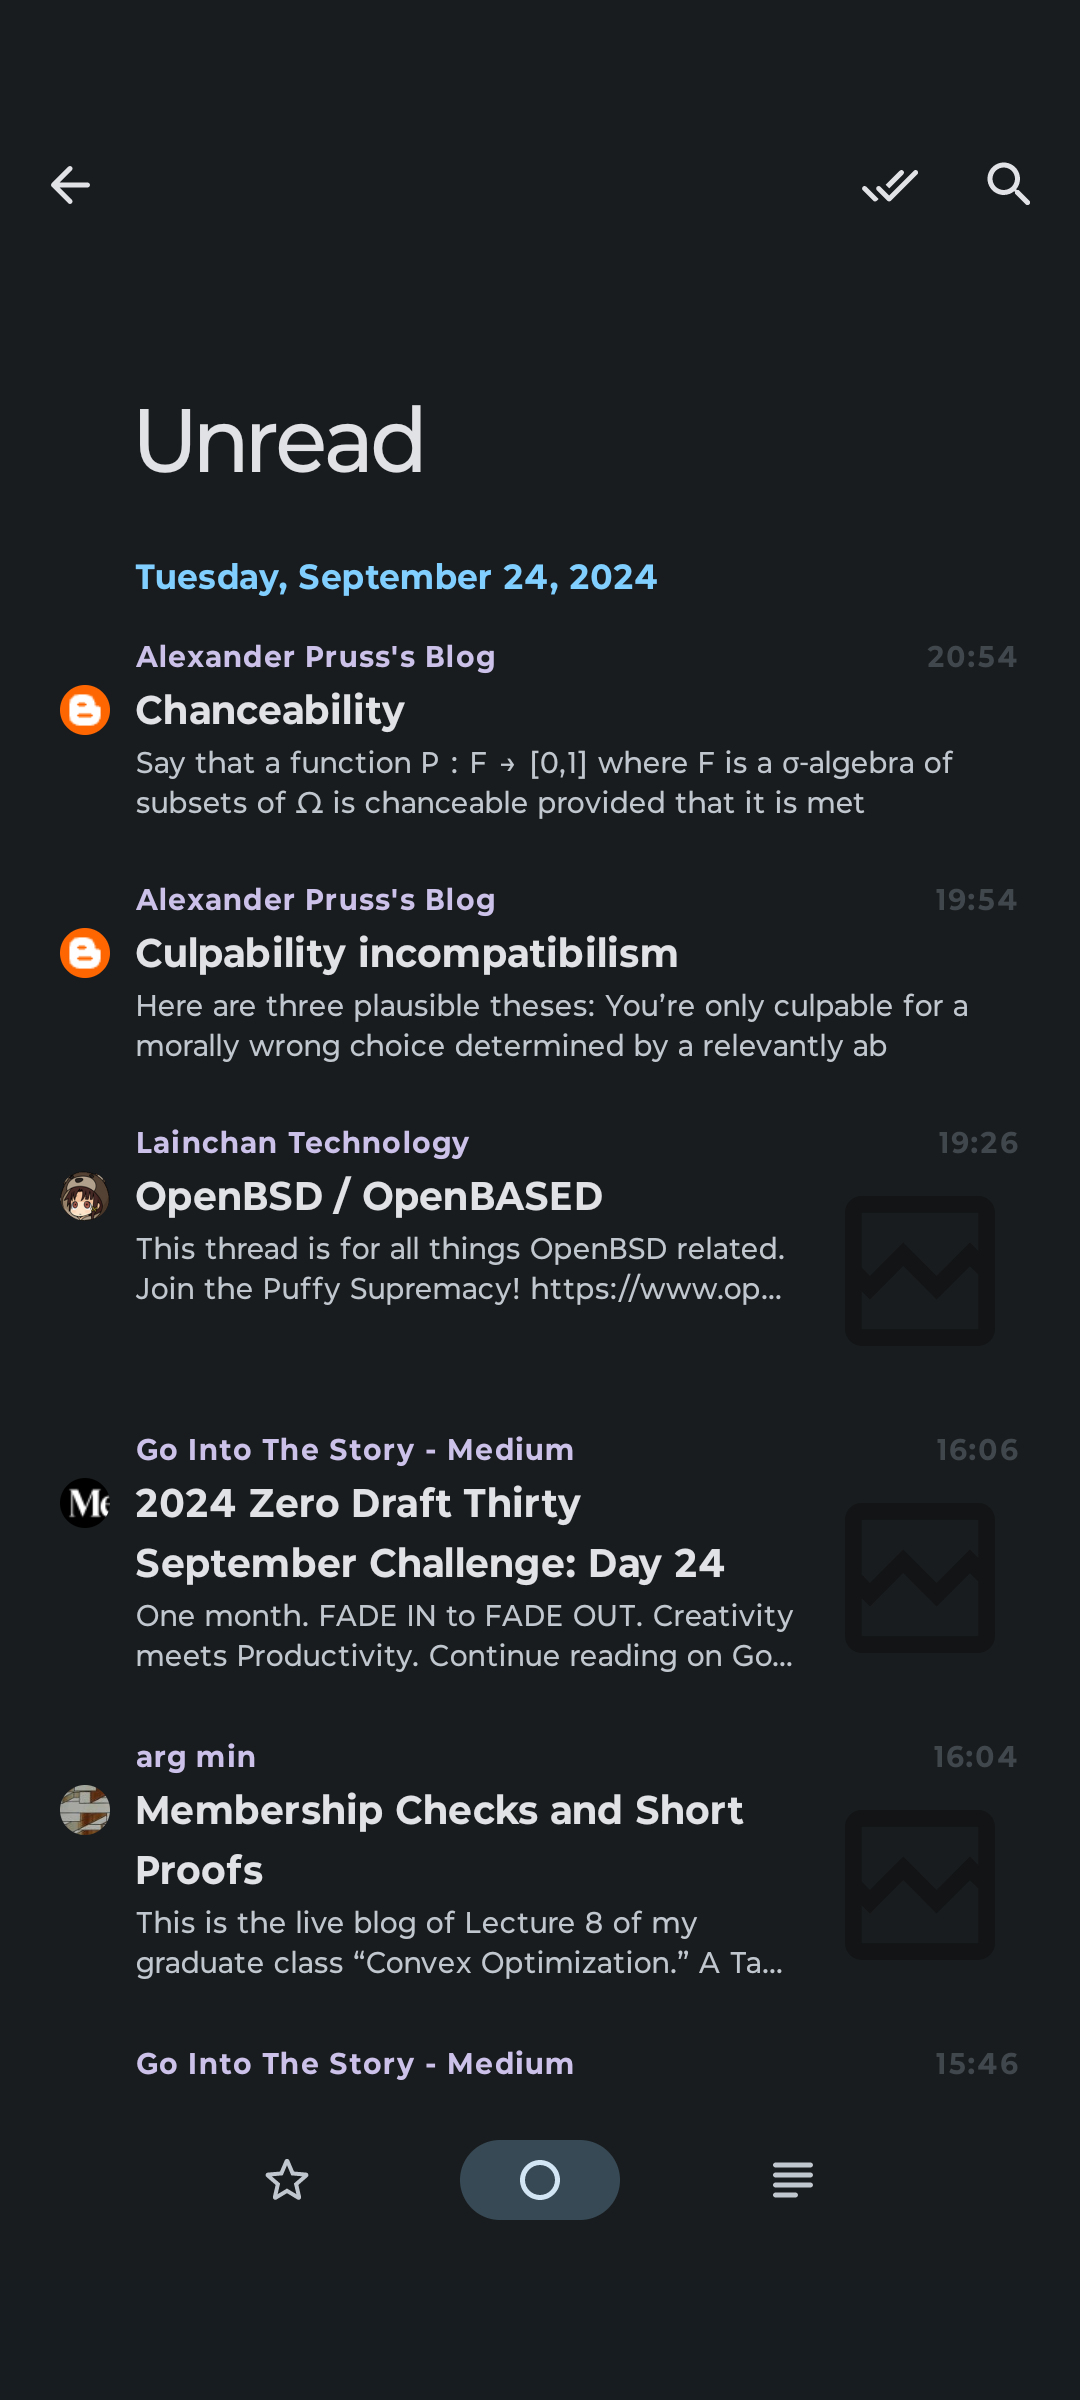 Unread
Tuesday, September 24, 2024
Alexander Pruss's Blog 20:54
Chanceability
Say that a function P : F → [0,1] where F is a σ-algebra of
subsets of Ω is chanceable provided that it is met
Alexander Pruss's Blog 19:54
Culpability incompatibilism
Here are three plausible theses: You’re only culpable for a
morally wrong choice determined by a relevantly ab
Lainchan Technology 19:26
OpenBSD / OpenBASED
This thread is for all things OpenBSD related.
Join the Puffy Supremacy! https://www.op...
Go Into The Story - Medium 16:06
Me
2024 Zero Draft Thirty
September Challenge: Day 24
One month. FADE IN to FADE OUT. Creativity
meets Productivity. Continue reading on Go...
arg min 16:04
Membership Checks and Short
Proofs
This is the live blog of Lecture 8 of my
graduate class “Convex Optimization.” A Ta...
Go Into The Story - Medium 15:46